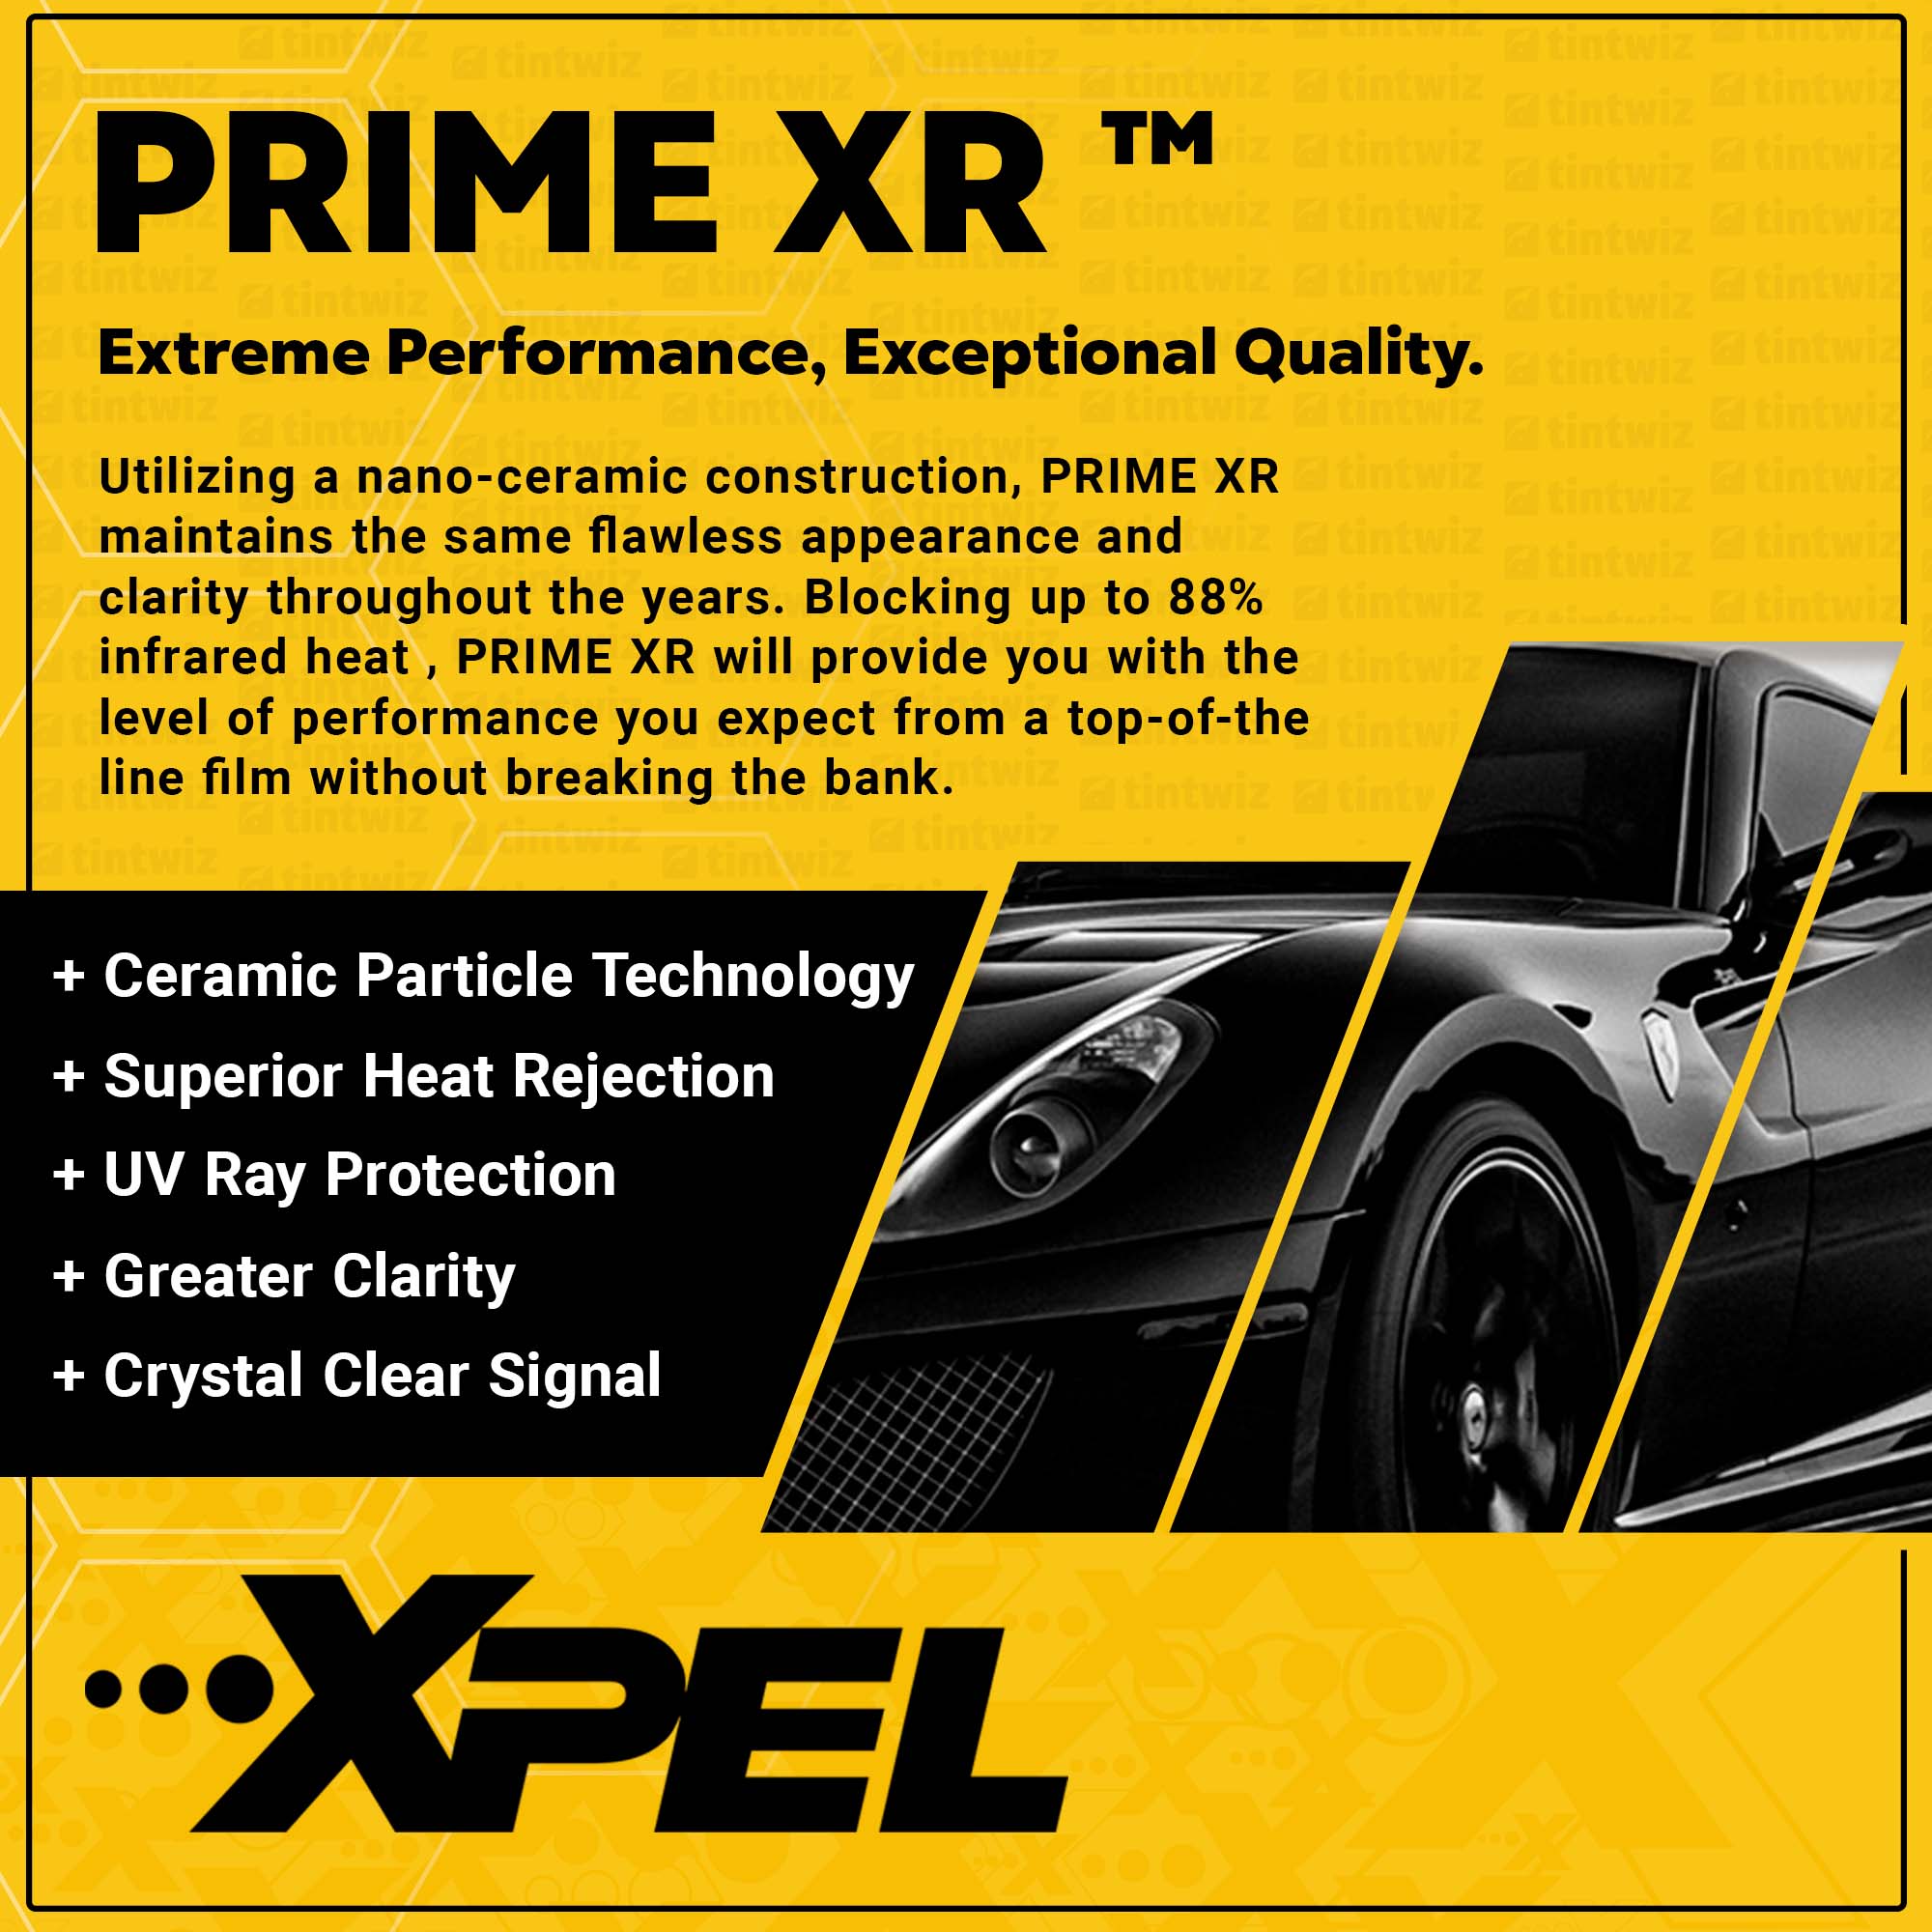 PRIME XR ™
Extreme Performance, Exceptional Quality.
Utilizing a nano-ceramic construction, PRIME XR
maintains the same flawless appearance and
clarity throughout the years. Blocking up to 88%
infrared heat , PRIME XR will provide you with the
level of performance you expect from a top-of-the
line film without breaking the bank.
+ Ceramic Particle Technology
+ Superior Heat Rejection
+ UV Ray Protection
+ Greater Clarity
+ Crystal Clear Signal
XPEL
tintwiz